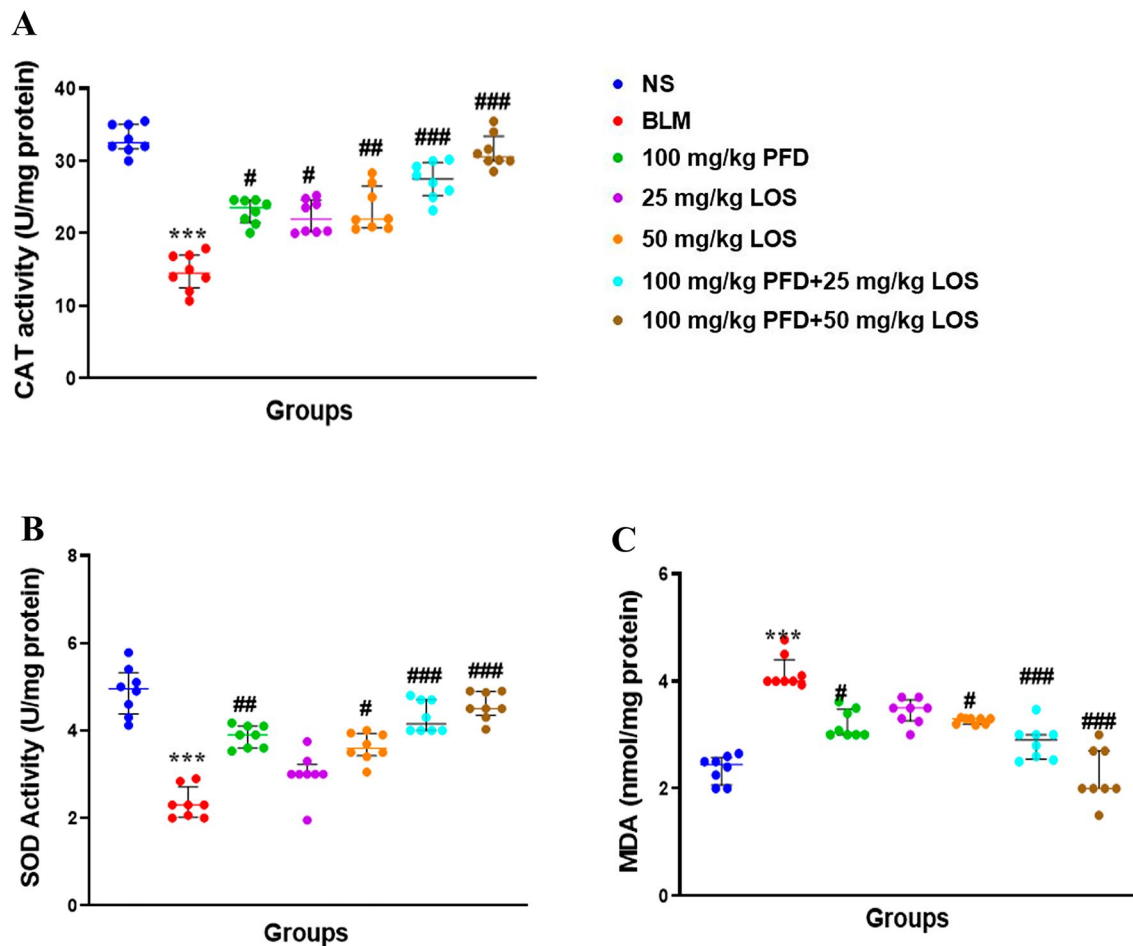 A
CAT activity (U/mg protein)
40
30
20
10
0
***
#
#
##
###
###
Groups
NS
BLM
100 mg/kg PFD
25 mg/kg LOS
50 mg/kg LOS
100 mg/kg PFD+25 mg/kg LOS
100 mg/kg PFD+50 mg/kg LOS
B
SOD Activity (U/mg protein)
8
6
4
2
0
***
##
#
###
###
Groups
C
MDA (nmol/mg protein)
6
4
2
0
***
#
#
###
###
Groups